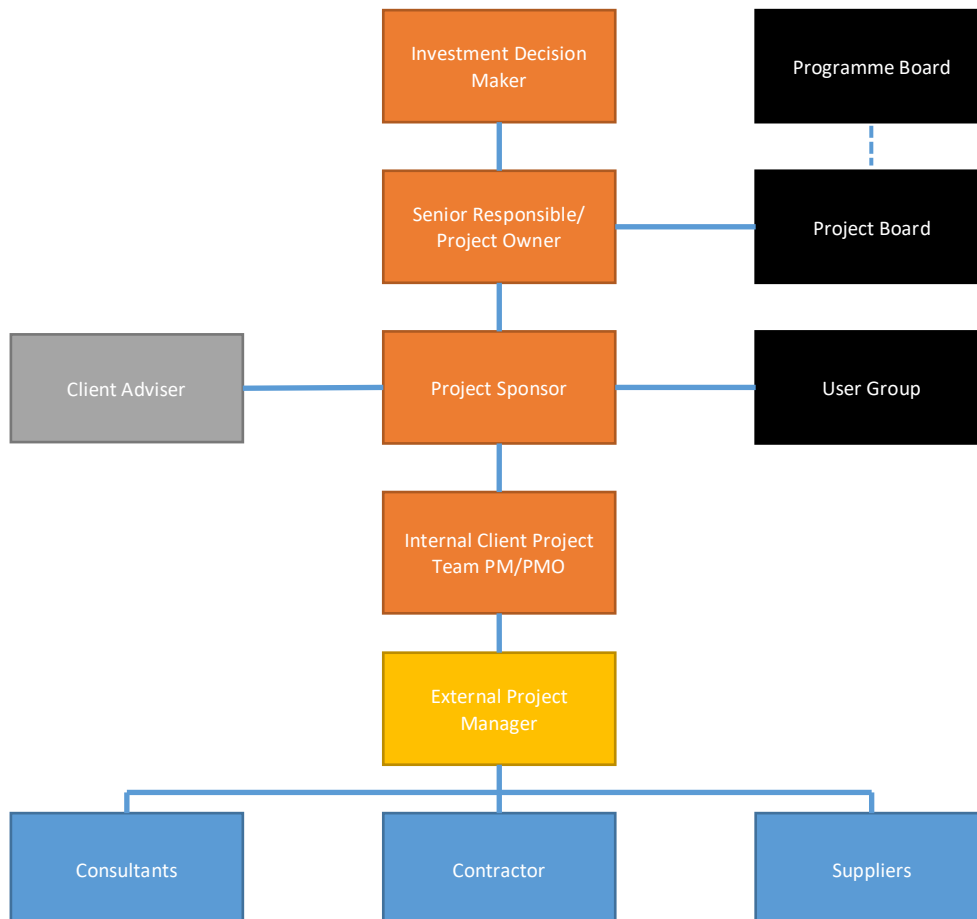 Investment Decision
Maker
Programme Board
Senior Responsible/
Project Owner
Project Board
Client Adviser
Project Sponsor
User Group
Internal Client Project
Team PM/PMO
External Project
Manager
Consultants
Contractor
Suppliers